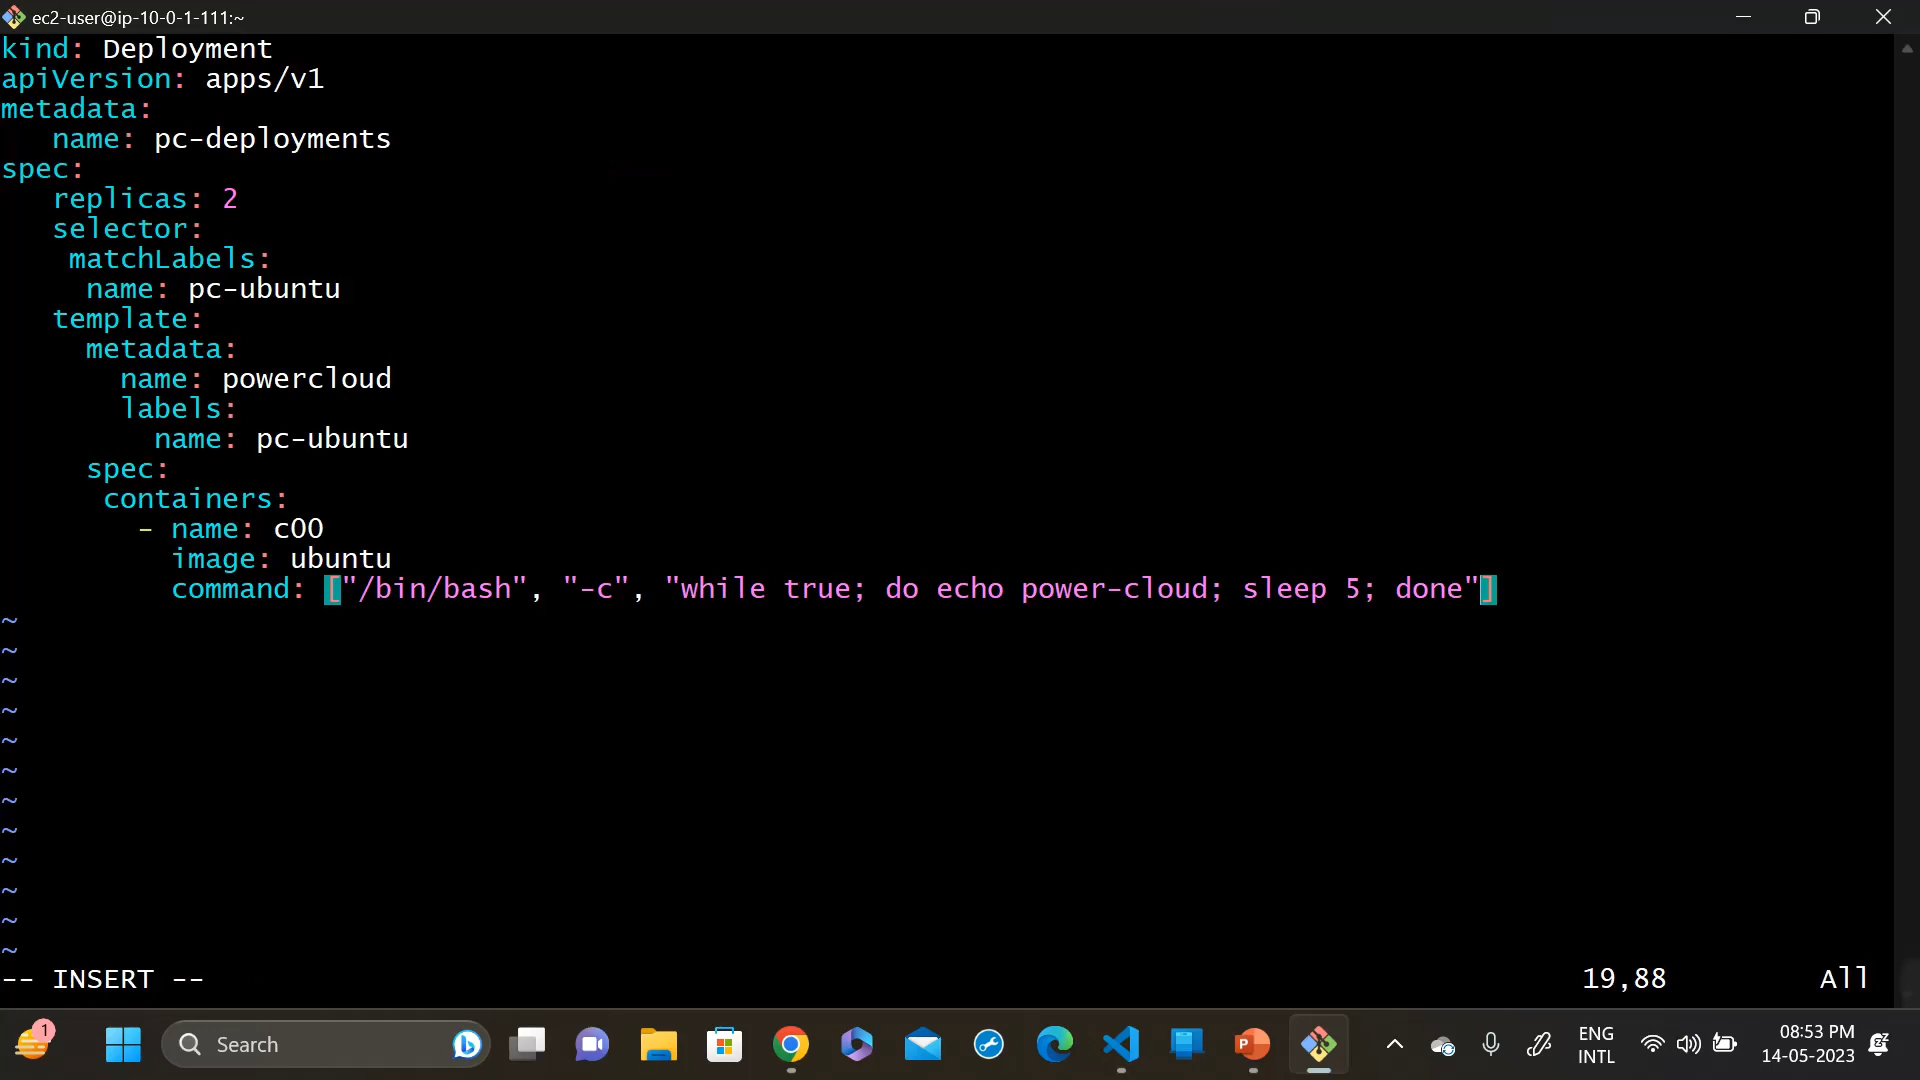 ec2-user@ip-10-0-1-111:~
kind: Deployment
apiVersion: apps/v1
metadata:
   name: pc-deployments
spec:
   replicas: 2
   selector:
    matchLabels:
     name: pc-ubuntu
   template:
     metadata:
       name: powercloud
       labels:
         name: pc-ubuntu
     spec:
      containers:
        - name: c00
          image: ubuntu
          command: ["/bin/bash", "-c", "while true; do echo power-cloud; sleep 5; done"]
~
~
~
~
~
~
~
~
~
~
~
~
-- INSERT -- 19,88 All
1 Search ENG 08:53 PM
INTL 14-05-2023